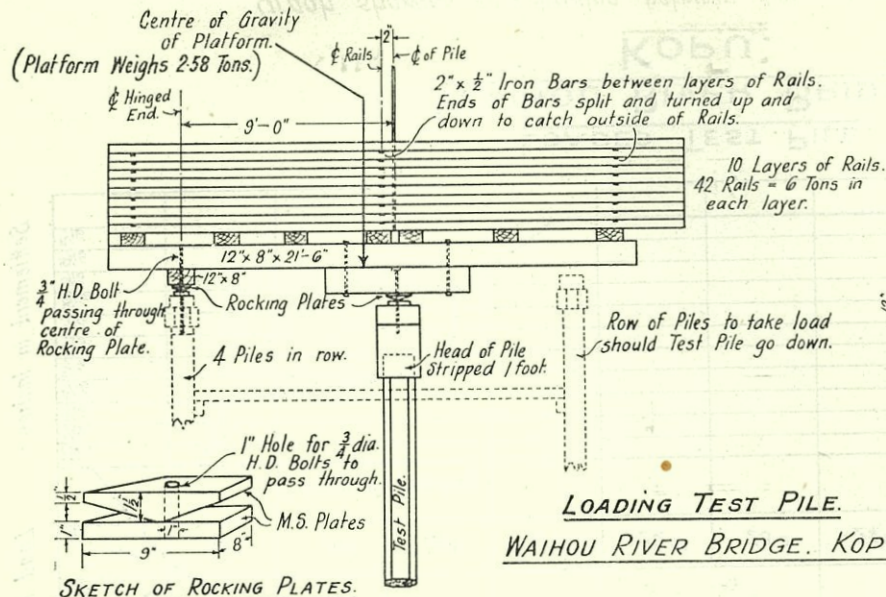 Centre of Gravity
of Platform.
(Platform Weighs 2·58 Tons.)
℄ Hinged
End.
9'-0"
2"
℄ Rails
℄ of Pile
2" x ½" Iron Bars between layers of Rails.
Ends of Bars split and turned up and
down to catch outside of Rails.
10 Layers of Rails.
42 Rails = 6 Tons in
each layer.
12" x 8" x 21'-6"
12" x 8"
¾" H.D. Bolt
passing through
centre of
Rocking Plate.
Rocking Plates
4 Piles in row.
Head of Pile
Stripped 1 foot.
Row of Piles to take load
should Test Pile go down.
Test Pile.
1" Hole for ¾ dia.
H.D. Bolts to
pass through.
M.S. Plates
1"
1"
9"
8"
SKETCH OF ROCKING PLATES.
LOADING TEST PILE.
WAIHOU RIVER BRIDGE. KOP